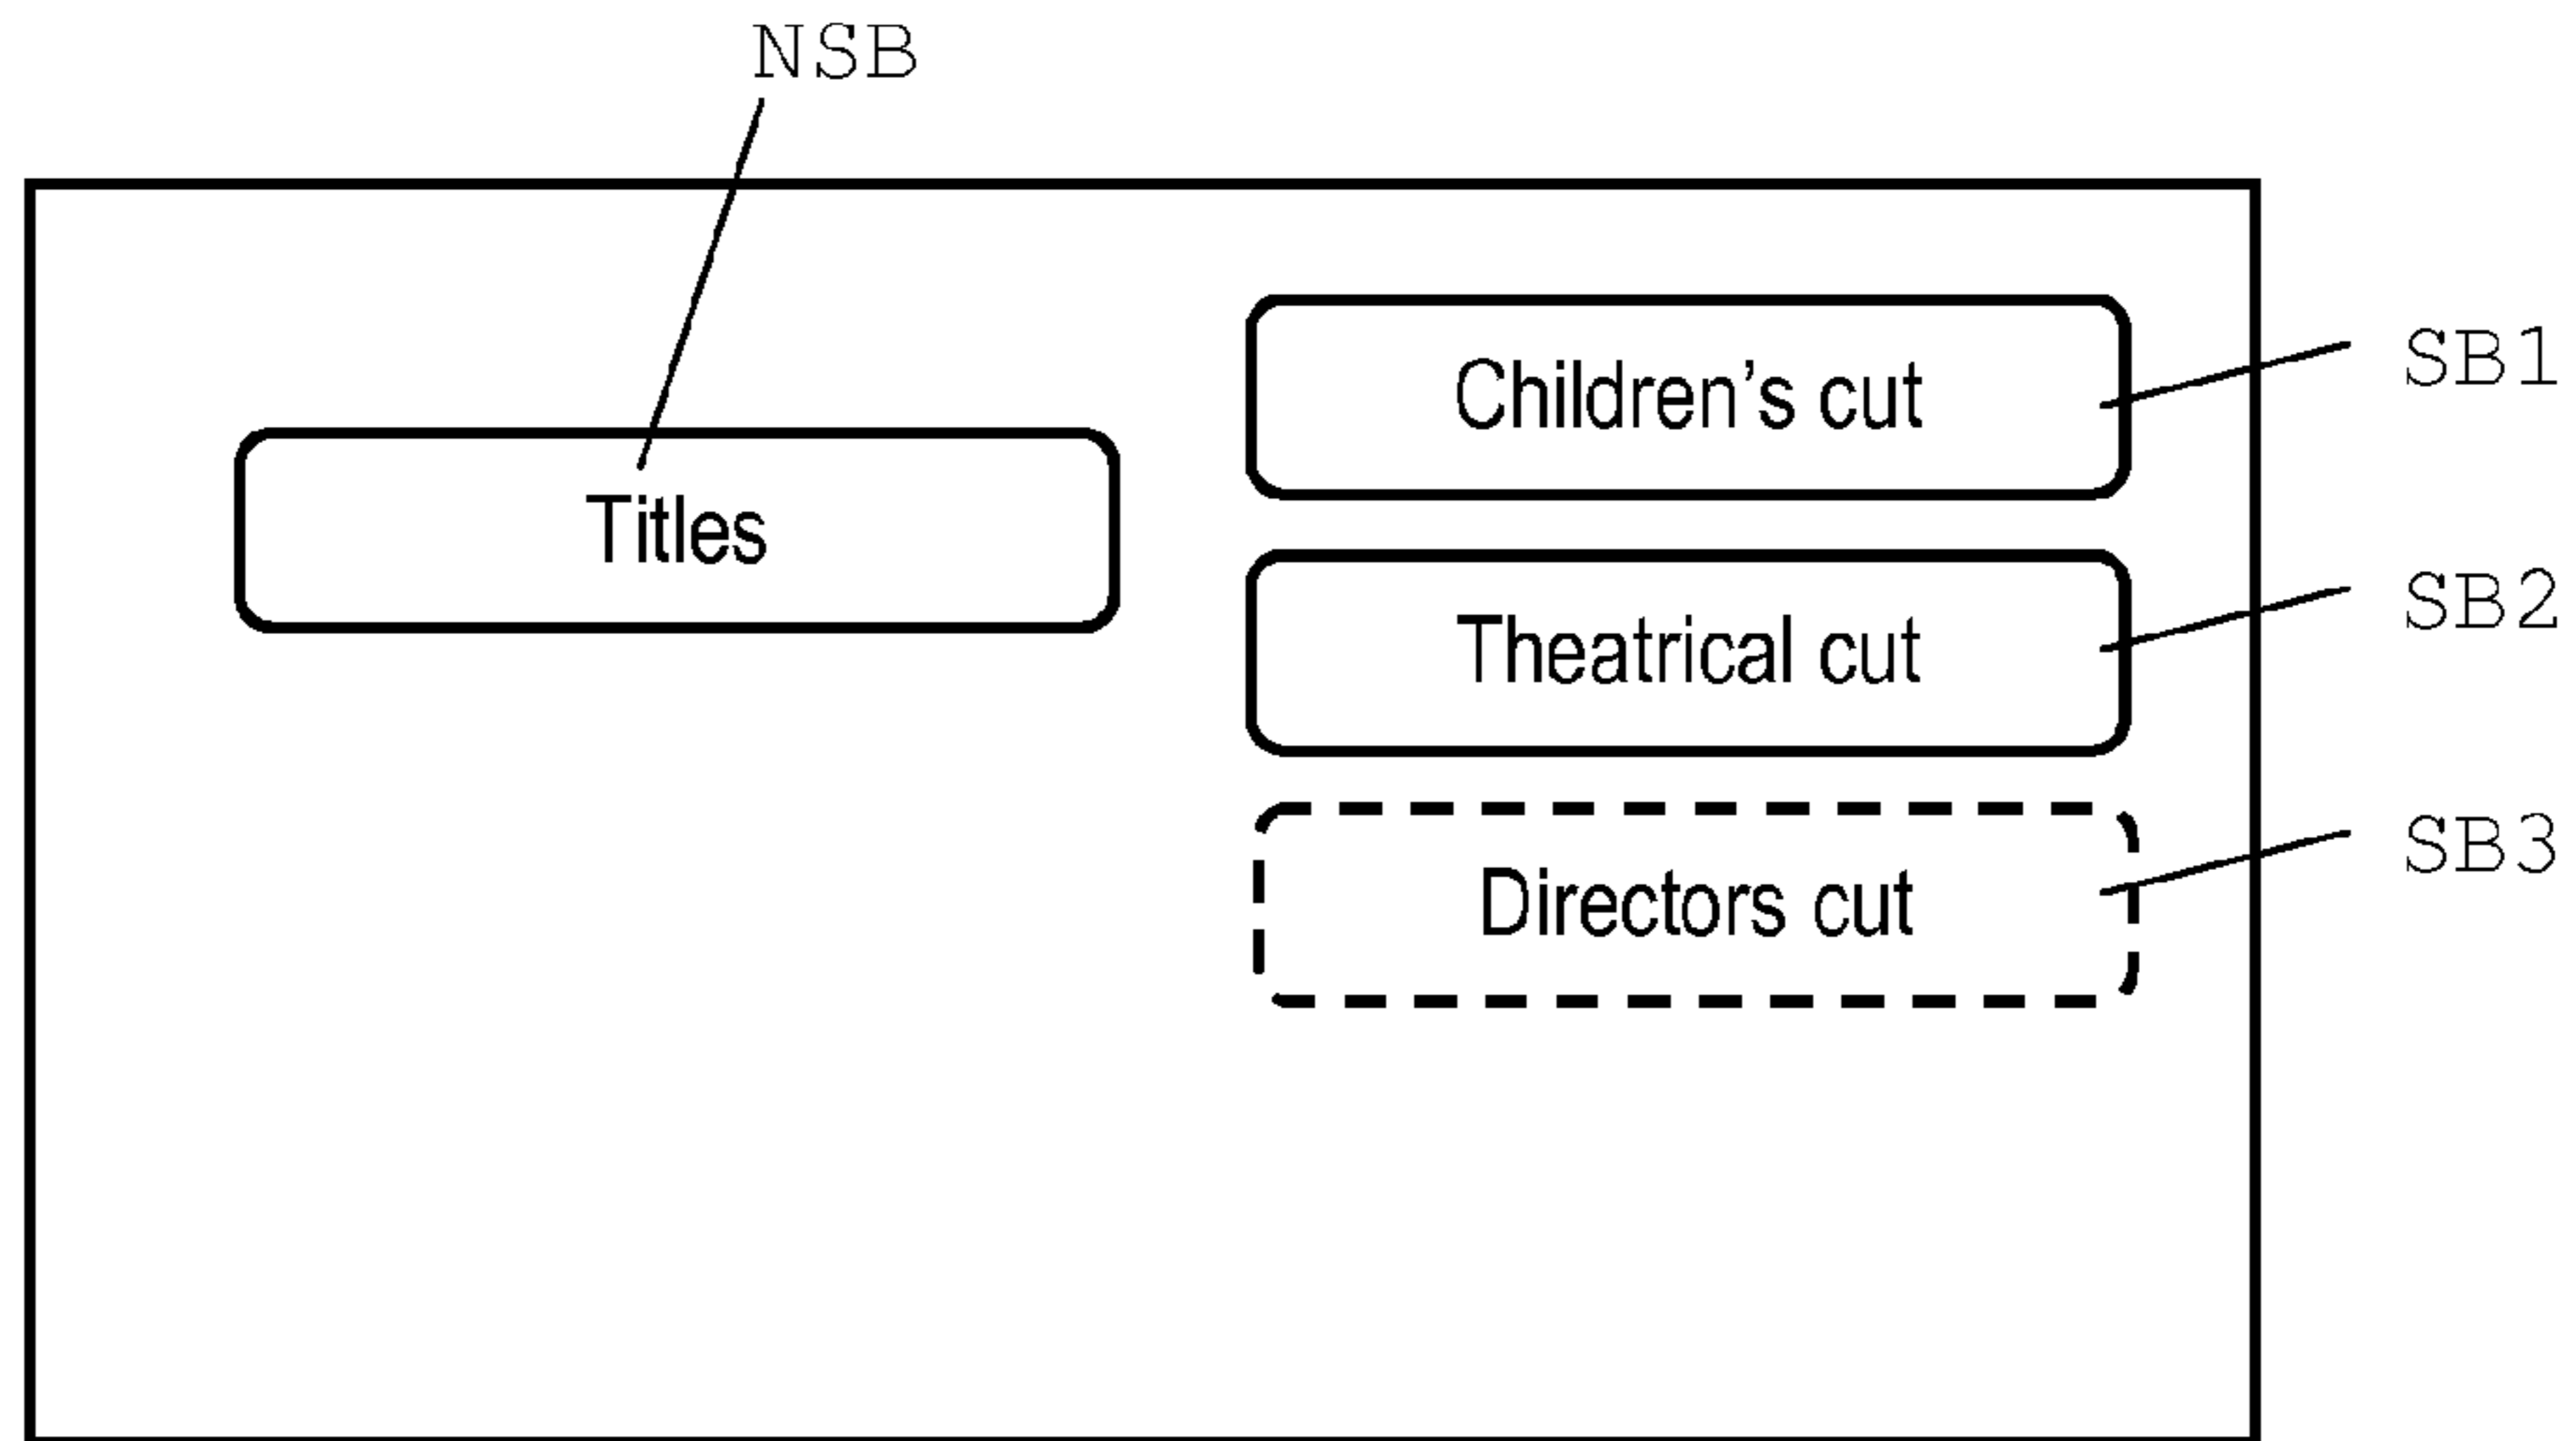 NSB
Children's cut
SB1
Titles
Theatrical cut
SB2
Directors cut
SB3